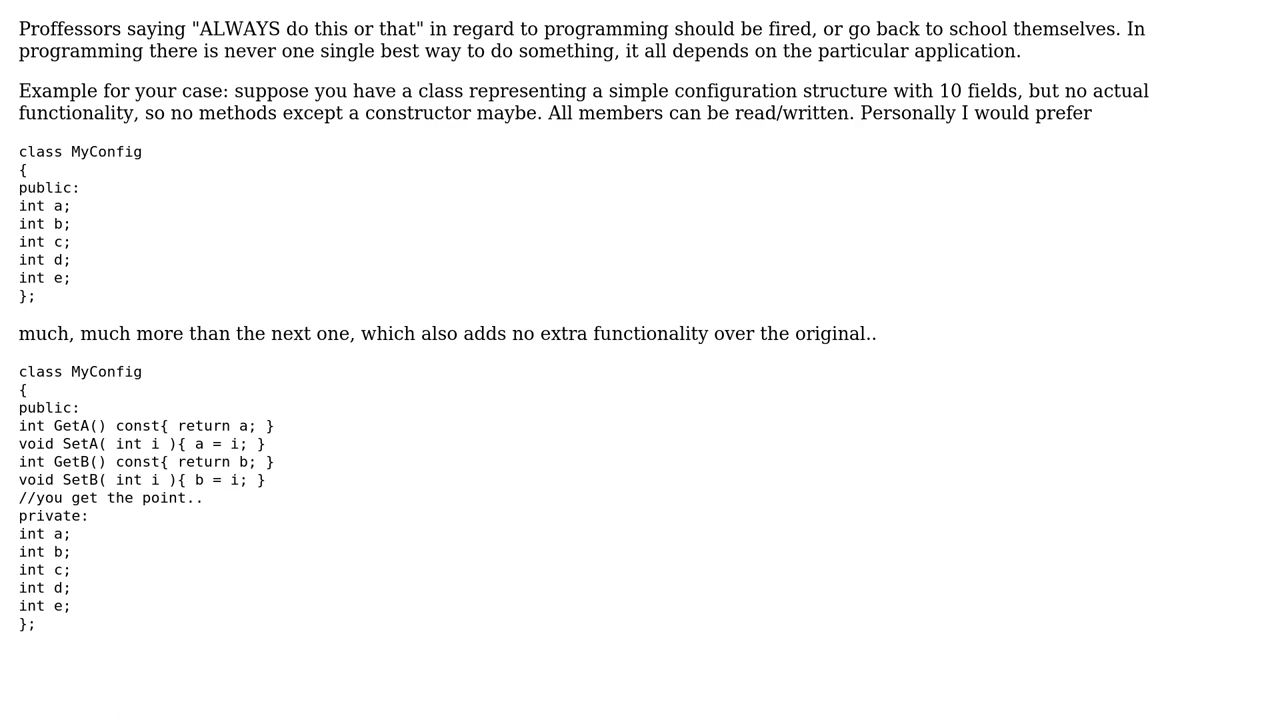 Proffessors saying "ALWAYS do this or that" in regard to programming should be fired, or go back to school themselves. In
programming there is never one single best way to do something, it all depends on the particular application.
Example for your case: suppose you have a class representing a simple configuration structure with 10 fields, but no actual
functionality, so no methods except a constructor maybe. All members can be read/written. Personally I would prefer
class MyConfig
{
public:
int a;
int b;
int c;
int d;
int e;
};
much, much more than the next one, which also adds no extra functionality over the original..
class MyConfig
{
public:
int GetA() const{ return a; }
void SetA( int i ){ a = i; }
int GetB() const{ return b; }
void SetB( int i ){ b = i; }
//you get the point..
private:
int a;
int b;
int c;
int d;
int e;
};